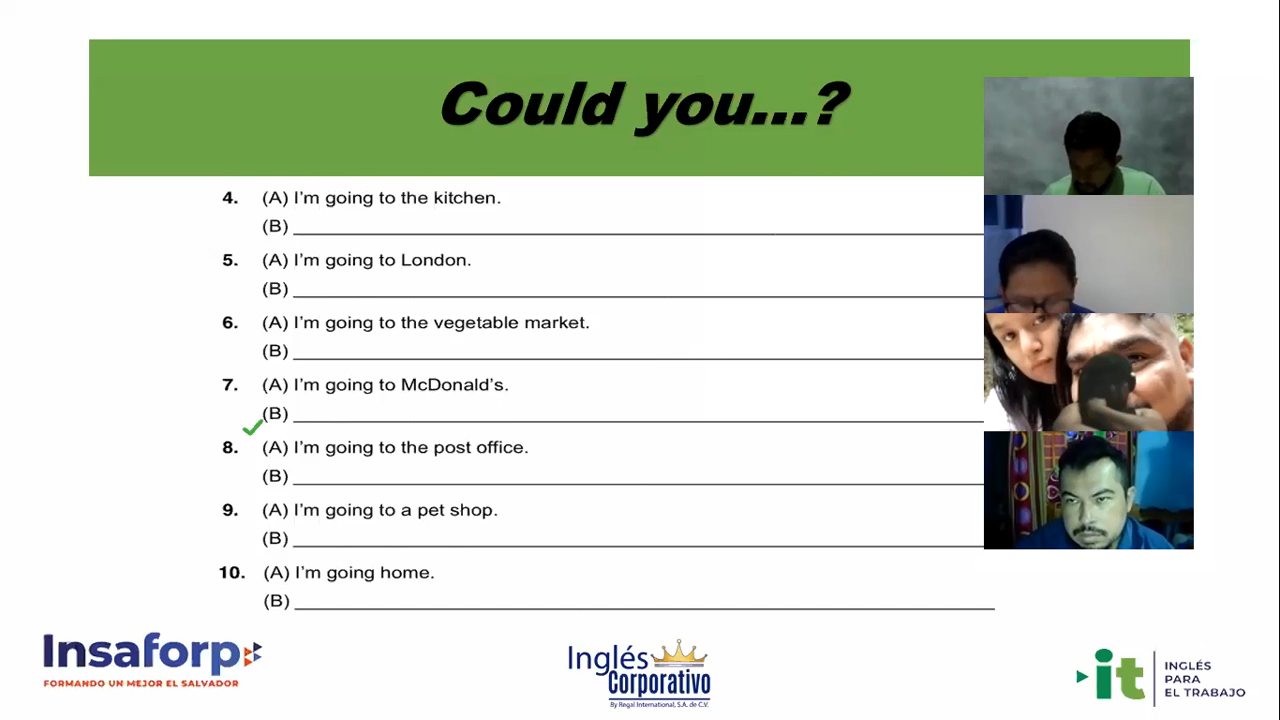 Could you...?
4. (A) I'm going to the kitchen.
(B)
5. (A) I'm going to London.
(B)
6. (A) I'm going to the vegetable market.
(B)
7. (A) I'm going to McDonald's.
(B)
8. (A) I'm going to the post office.
(B)
9. (A) I'm going to a pet shop.
(B)
10. (A) I'm going home.
(B)
Insaforp
FORMANDO UN MEJOR EL SALVADOR
Inglés
Corporativo
By Regal International, S.A. de C.V.
it
INGLÉS
PARA
EL TRABAJO